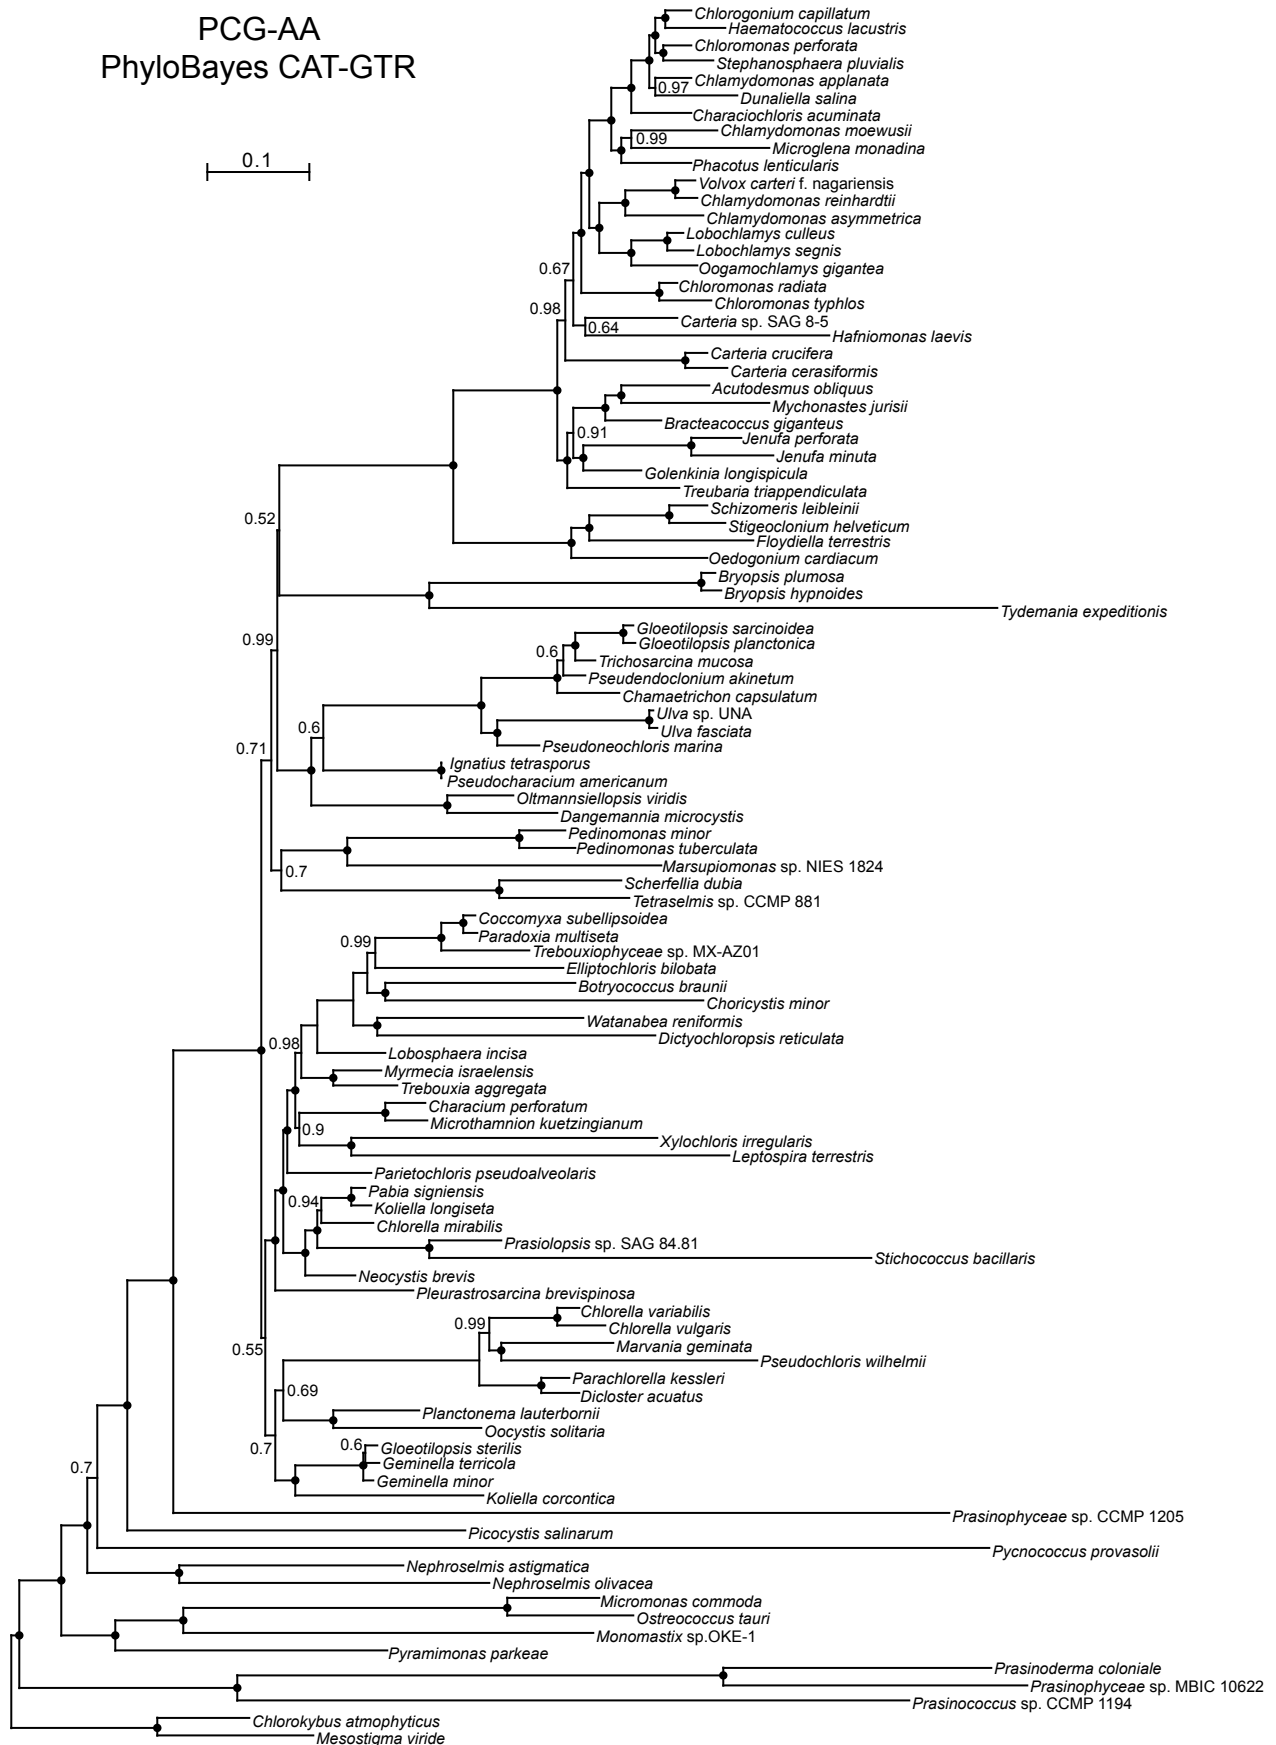 PCG-AA
PhyloBayes CAT-GTR
0.1
Chlorogonium capillatum
Haematococcus lacustris
Chloromonas perforata
Stephanosphaera pluvialis
Chlamydomonas applanata
0.97
Dunaliella salina
Characiochloris acuminata
Chlamydomonas moewusii
0.99
Microglena monadina
Phacotus lenticularis
Volvox carteri f. nagariensis
Chlamydomonas reinhardtii
Chlamydomonas asymmetrica
Lobochlamys culleus
Lobochlamys segnis
Oogamochlamys gigantea
0.67
Chloromonas radiata
Chloromonas typhlos
0.98
Carteria sp. SAG 8-5
0.64
Hafniomonas laevis
Carteria crucifera
Carteria cerasiformis
Acutodesmus obliquus
Mychonastes jurisii
Bracteacoccus giganteus
0.91
Jenufa perforata
Jenufa minuta
Golenkinia longispicula
Treubaria triappendiculata
Schizomeris leibleinii
0.52
Stigeoclonium helveticum
Floydiella terrestris
Oedogonium cardiacum
Bryopsis plumosa
Bryopsis hypnoides
Tydemania expeditionis
Gloeotilopsis sarcinoidea
0.99
Gloeotilopsis planctonica
0.6
Trichosarcina mucosa
Pseudendoclonium akinetum
Chamaetrichon capsulatum
Ulva sp. UNA
0.6
Ulva fasciata
0.71
Pseudoneochloris marina
Ignatius tetrasporus
Pseudocharacium americanum
Oltmannsiellopsis viridis
Dangemannia microcystis
Pedinomonas minor
Pedinomonas tuberculata
Marsupiomonas sp. NIES 1824
0.7
Scherfellia dubia
Tetraselmis sp. CCMP 881
Coccomyxa subellipsoidea
Paradoxia multiseta
0.99
Trebouxiophyceae sp. MX-AZ01
Elliptochloris bilobata
Botryococcus braunii
Choricystis minor
Watanabea reniformis
Dictyochloropsis reticulata
0.98
Lobosphaera incisa
Myrmecia israelensis
Trebouxia aggregata
Characium perforatum
Microthamnion kuetzingianum
0.9
Xylochloris irregularis
Leptospira terrestris
Parietochloris pseudoalveolaris
Pabia signiensis
0.94
Koliella longiseta
Chlorella mirabilis
Prasiolopsis sp. SAG 84.81
Stichococcus bacillaris
Neocystis brevis
Pleurastrosarcina brevispinosa
Chlorella variabilis
0.99
Chlorella vulgaris
Marvania geminata
0.55
Pseudochloris wilhelmii
Parachlorella kessleri
0.69
Dicloster acuatus
Planctonema lauterbornii
Oocystis solitaria
0.7
0.6
Gloeotilopsis sterilis
Geminella terricola
0.7
Geminella minor
Koliella corcontica
Prasinophyceae sp. CCMP 1205
Picocystis salinarum
Pycnococcus provasolii
Nephroselmis astigmatica
Nephroselmis olivacea
Micromonas commoda
Ostreococcus tauri
Monomastix sp.OKE-1
Pyramimonas parkeae
Prasinoderma coloniale
Prasinophyceae sp. MBIC 10622
Prasinococcus sp. CCMP 1194
Chlorokybus atmophyticus
Mesostigma viride